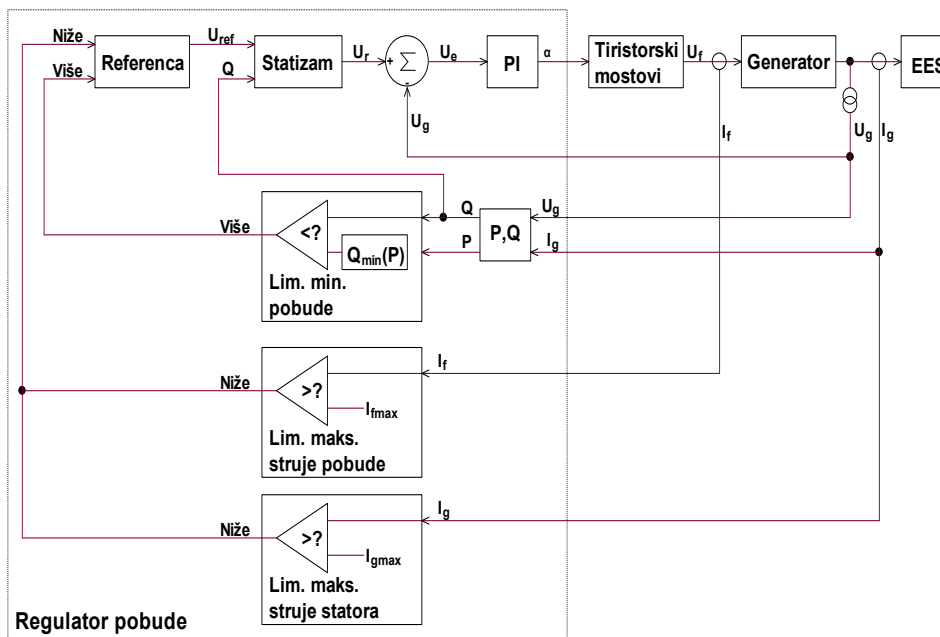 Niže
Više
Referenca
Uref
Q
Statizam
Ur
+
Σ
-
Ue
Ug
PI
α
Tiristorski
mostovi
Uf
If
Generator
Ug
Ig
EES
Više
<?
Qmin(P)
Lim. min.
pobude
Q
P
P,Q
Ug
Ig
Niže
>?
Ifmax
If
Lim. maks.
struje pobude
Niže
>?
Igmax
Ig
Lim. maks.
struje statora
Regulator pobude